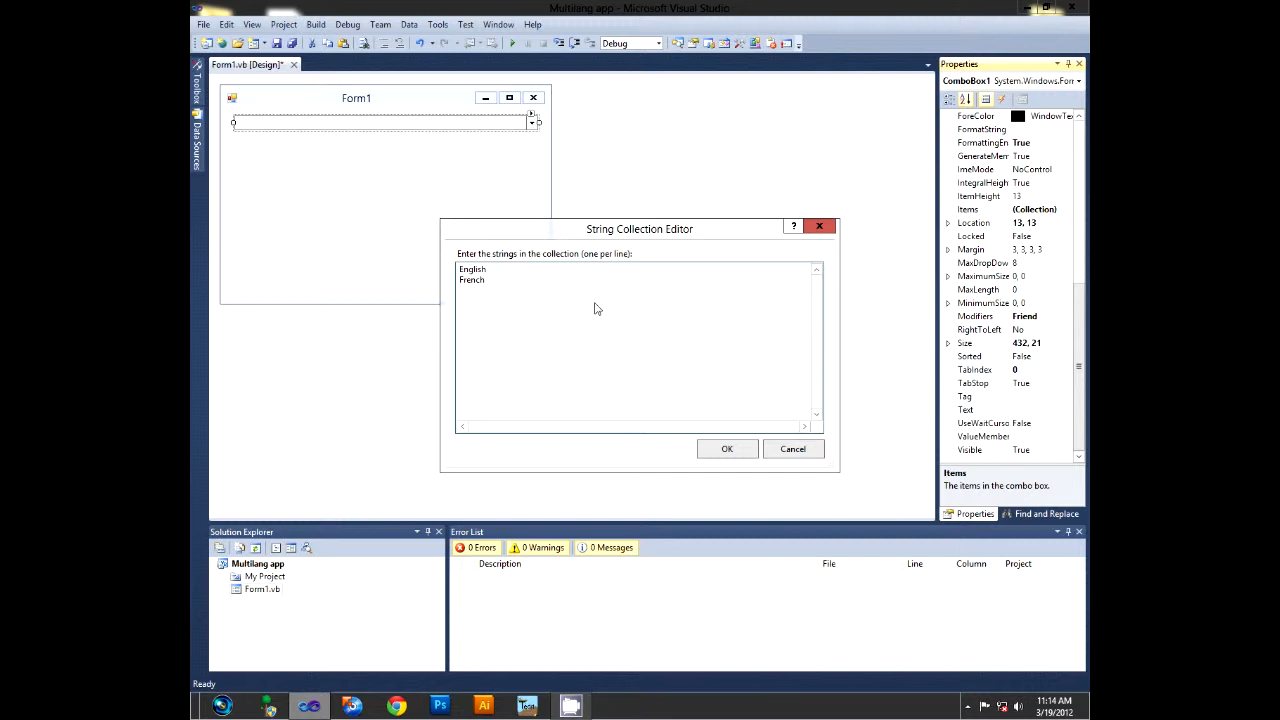 Multilang app - Microsoft Visual Studio
File Edit View Project Build Debug Team Data Tools Test Window Help
Debug
Form1.vb [Design]*
Toolbox
Data Sources
Form1
String Collection Editor
Enter the strings in the collection (one per line):
English
French
OK Cancel
Properties
ComboBox1 System.Windows.Forr
ForeColor WindowTex
FormatString
FormattingEn True
GenerateMem True
ImeMode NoControl
IntegralHeigh True
ItemHeight 13
Items (Collection)
Location 13, 13
Locked False
Margin 3, 3, 3, 3
MaxDropDow 8
MaximumSize 0, 0
MaxLength 0
MinimumSize 0, 0
Modifiers Friend
RightToLeft No
Size 432, 21
Sorted False
TabIndex 0
TabStop True
Tag
Text
UseWaitCurso False
ValueMember
Visible True
Items
The items in the combo box.
Properties Find and Replace
Solution Explorer
Multilang app
My Project
Form1.vb
Error List
0 Errors 0 Warnings 0 Messages
Description File Line Column Project
Ready
Ps Ai
11:14 AM
3/19/2012